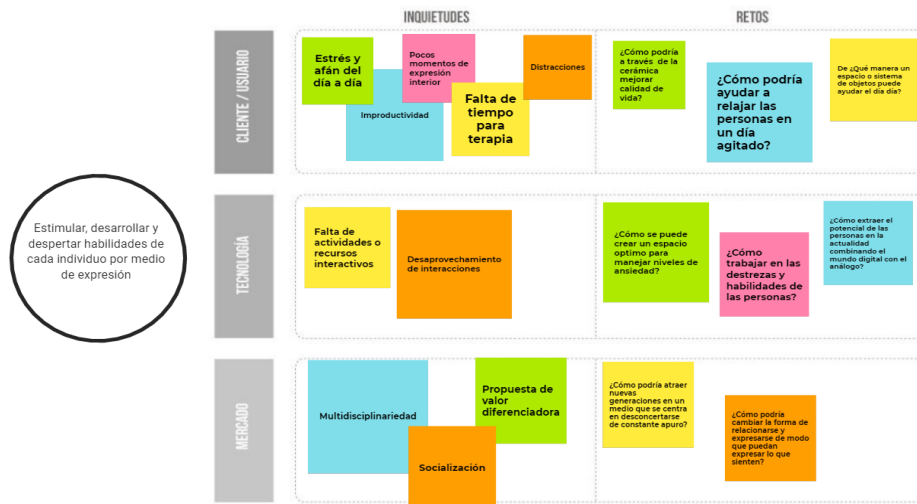 INQUIETUDES
RETOS
CLIENTE / USUARIO
Estrés y
afán del
día a día
Pocos
momentos de
expresión
interior
Distracciones
Improductividad
Falta de
tiempo
para
terapia
¿Cómo podría
a través de la
cerámica
mejorar
calidad de
vida?
¿Cómo podría
ayudar a
relajar las
personas en
un día
agitado?
De ¿Qué manera un
espacio o sistema
de objetos puede
ayudar el día día?
Estimular, desarrollar y
despertar habilidades de
cada individuo por medio
de expresión
TECNOLOGÍA
Falta de
actividades o
recursos
interactivos
Desaprovechamiento
de interacciones
¿Cómo se puede
crear un espacio
optimo para
manejar niveles de
ansiedad?
¿Cómo
trabajar en las
destrezas y
habilidades de
las personas?
¿Cómo extraer el
potencial de las
personas en la
actualidad
combinando el
mundo digital con el
análogo?
MERCADO
Multidisciplinariedad
Propuesta de
valor
diferenciadora
Socialización
¿Cómo podría atraer
nuevas
generaciones en un
medio que se centra
en desconcertarse
de constante apuro?
¿Cómo podría
cambiar la forma de
relacionarse y
expresarse de modo
que puedan
expresar lo que
sienten?